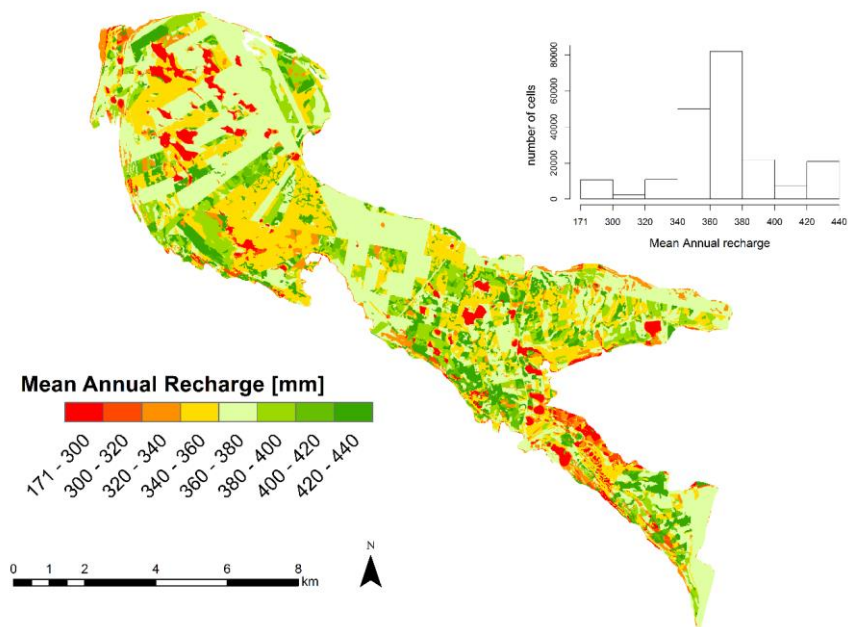 80000
60000
40000
20000
0
number of cells
171 300 320 340 360 380 400 420 440
Mean Annual recharge
Mean Annual Recharge [mm]
171 - 300
300 - 320
320 - 340
340 - 360
360 - 380
380 - 400
400 - 420
420 - 440
0 1 2 4 6 8
km
N